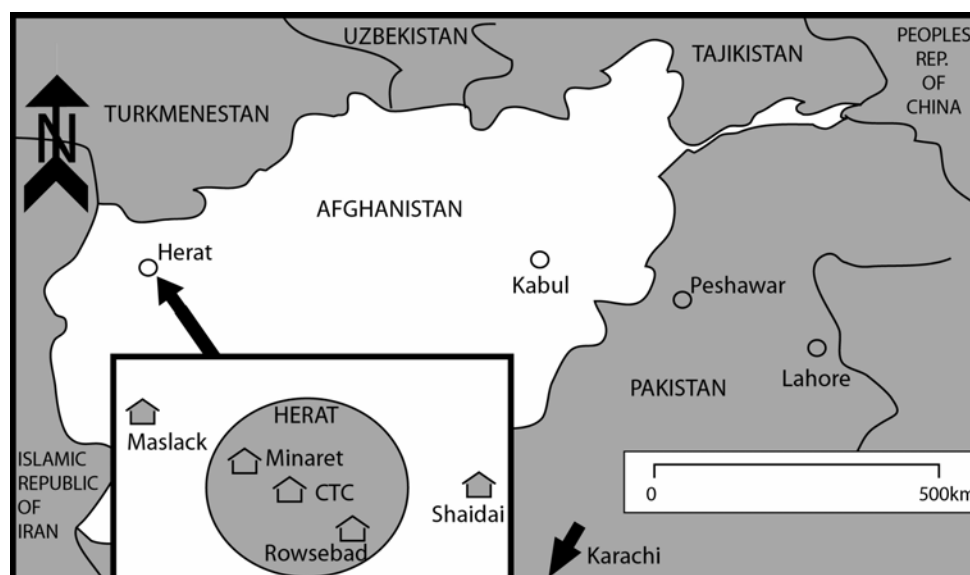 UZBEKISTAN
TAJIKISTAN
PEOPLES
REP.
OF
CHINA
TURKMENESTAN
N
AFGHANISTAN
Herat
Kabul
Peshawar
Lahore
PAKISTAN
HERAT
Maslack
Minaret
CTC
Shaidai
Rowsebad
ISLAMIC
REPUBLIC
OF
IRAN
0
500km
Karachi